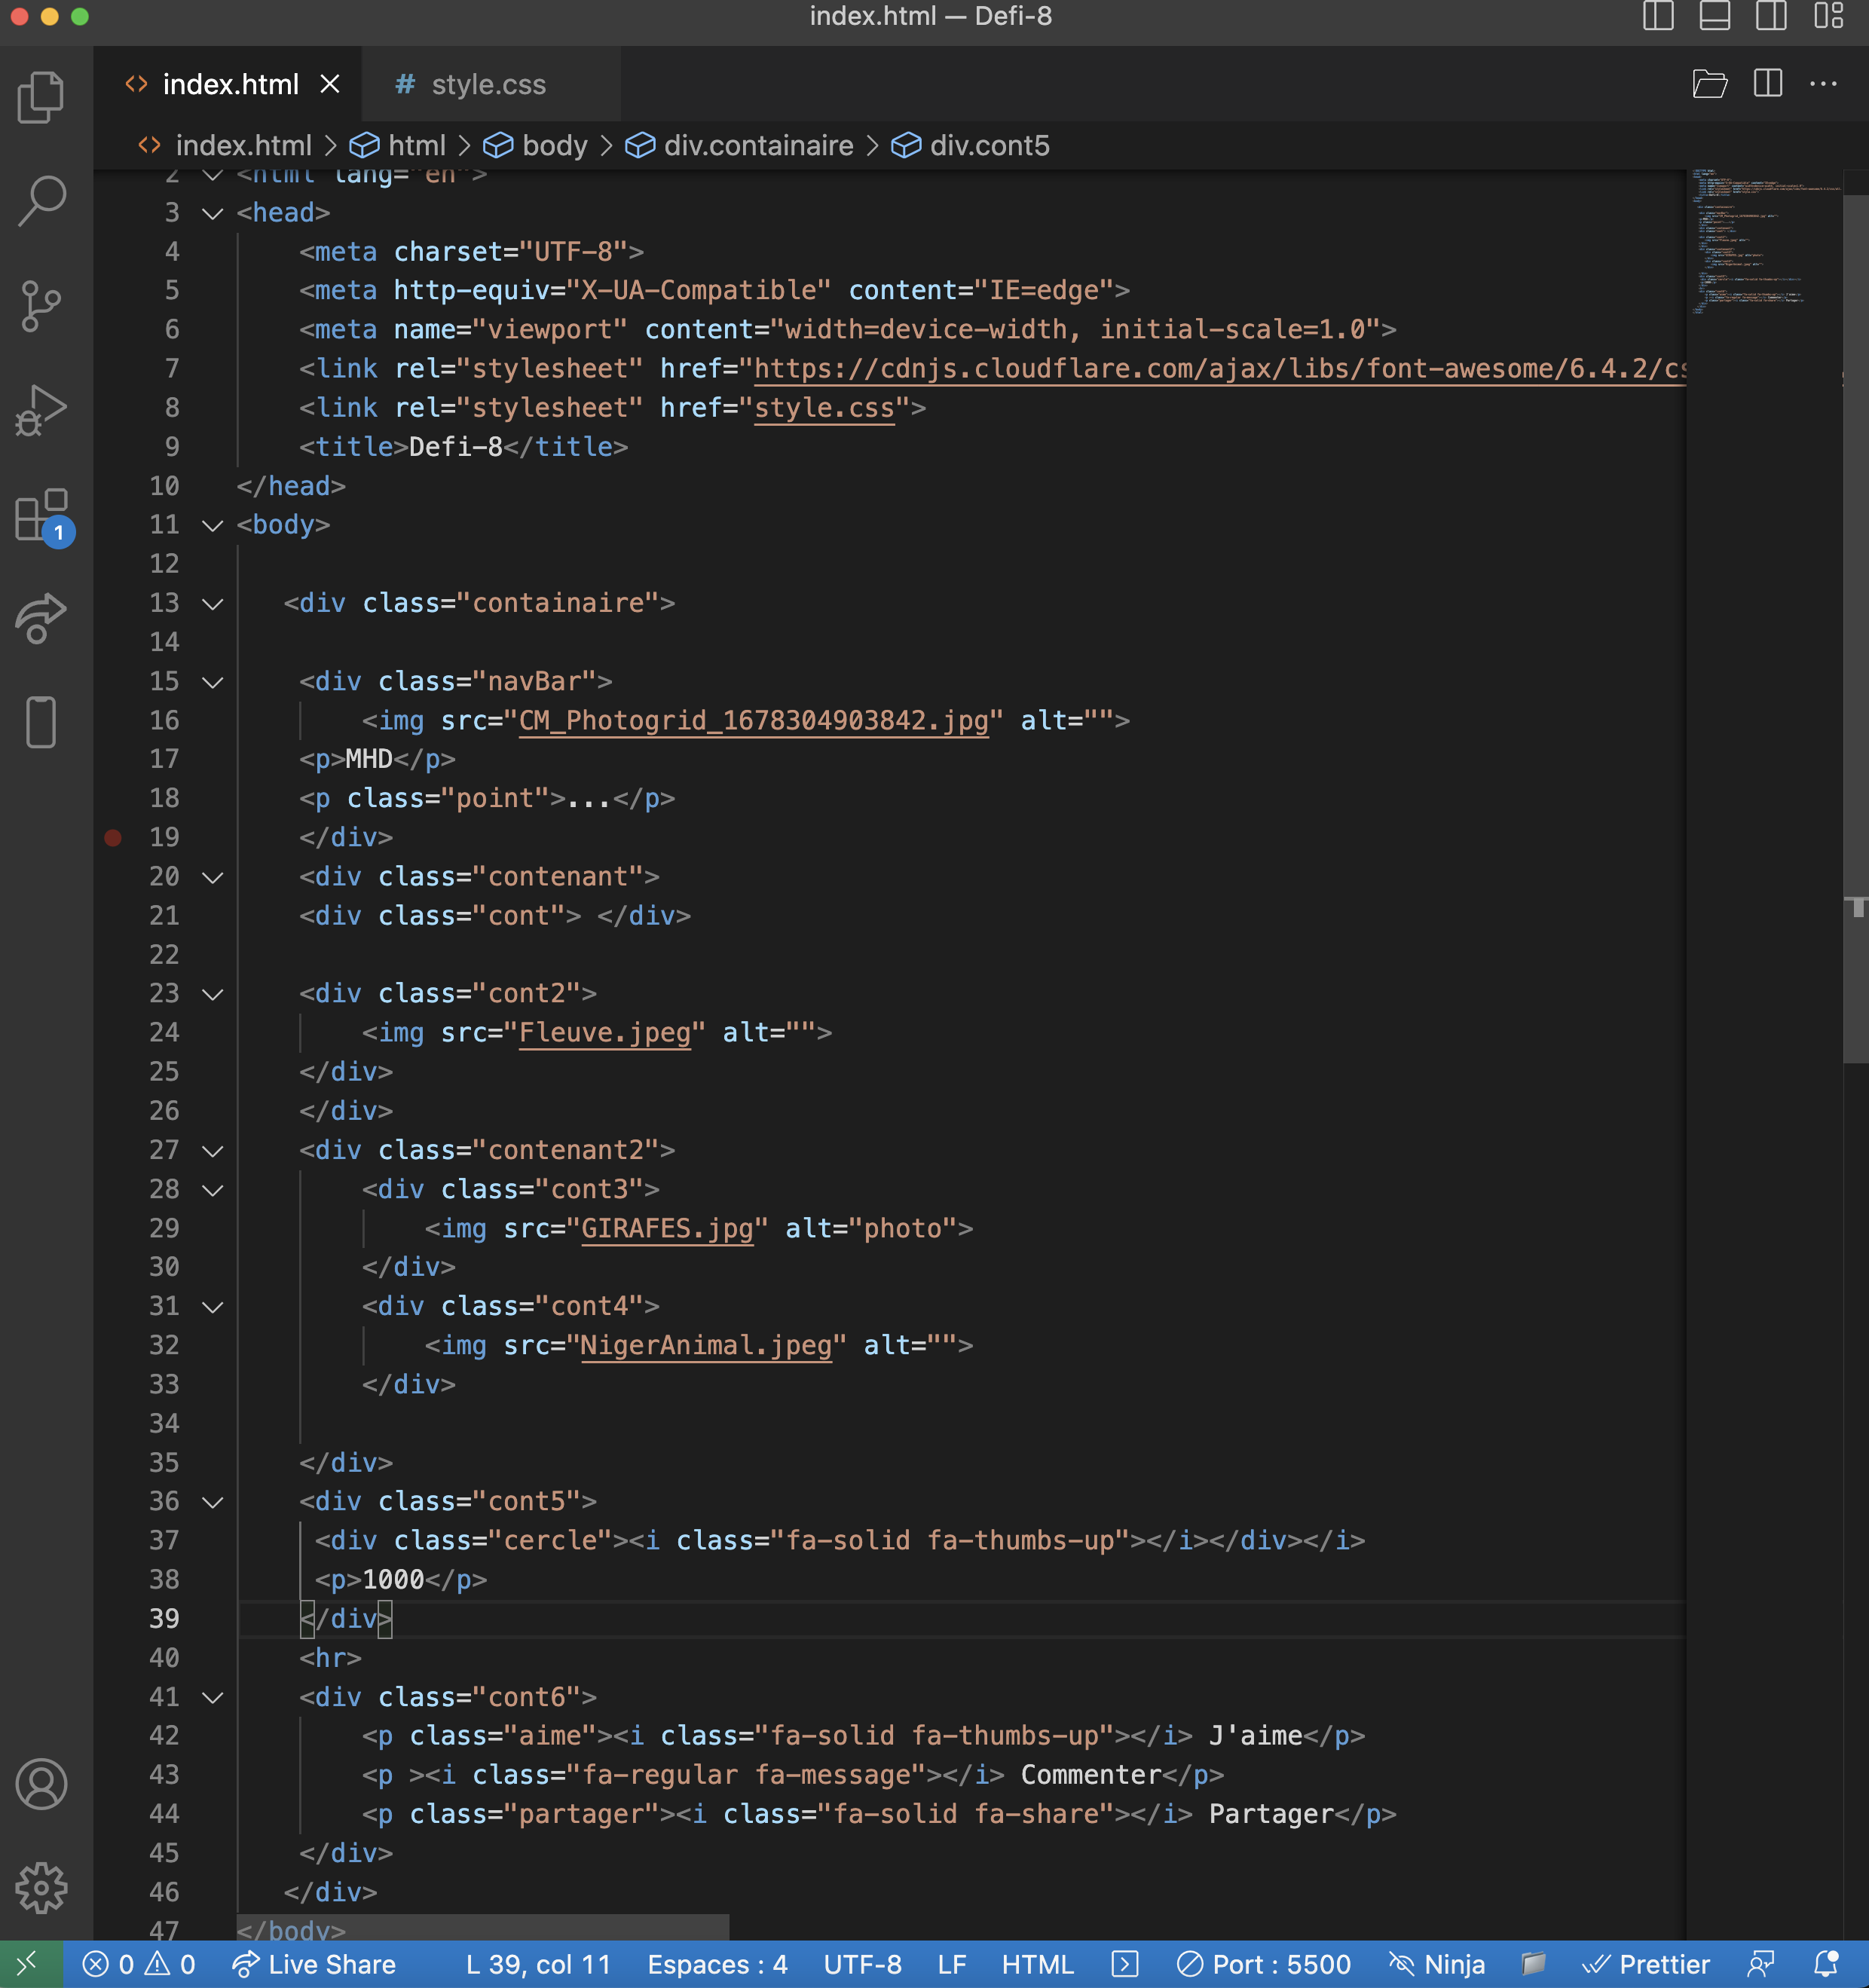 index.html — Defi-8
index.html
# style.css
index.html > html > body > div.containaire > div.cont5
2 <html lang="en">
3 <head>
4 <meta charset="UTF-8">
5 <meta http-equiv="X-UA-Compatible" content="IE=edge">
6 <meta name="viewport" content="width=device-width, initial-scale=1.0">
7 <link rel="stylesheet" href="https://cdnjs.cloudflare.com/ajax/libs/font-awesome/6.4.2/cs
8 <link rel="stylesheet" href="style.css">
9 <title>Defi-8</title>
10 </head>
11 <body>
12
13 <div class="containaire">
14
15 <div class="navBar">
16 <img src="CM_Photogrid_1678304903842.jpg" alt="">
17 <p>MHD</p>
18 <p class="point">...</p>
19 </div>
20 <div class="contenant">
21 <div class="cont"> </div>
22
23 <div class="cont2">
24 <img src="Fleuve.jpeg" alt="">
25 </div>
26 </div>
27 <div class="contenant2">
28 <div class="cont3">
29 <img src="GIRAFES.jpg" alt="photo">
30 </div>
31 <div class="cont4">
32 <img src="NigerAnimal.jpeg" alt="">
33 </div>
34
35 </div>
36 <div class="cont5">
37 <div class="cercle"><i class="fa-solid fa-thumbs-up"></i></div></i>
38 <p>1000</p>
39 </div>
40 <hr>
41 <div class="cont6">
42 <p class="aime"><i class="fa-solid fa-thumbs-up"></i> J'aime</p>
43 <p ><i class="fa-regular fa-message"></i> Commenter</p>
44 <p class="partager"><i class="fa-solid fa-share"></i> Partager</p>
45 </div>
46 </div>
47 </body>
1
0 0 Live Share L 39, col 11 Espaces : 4 UTF-8 LF HTML Port : 5500 Ninja Prettier